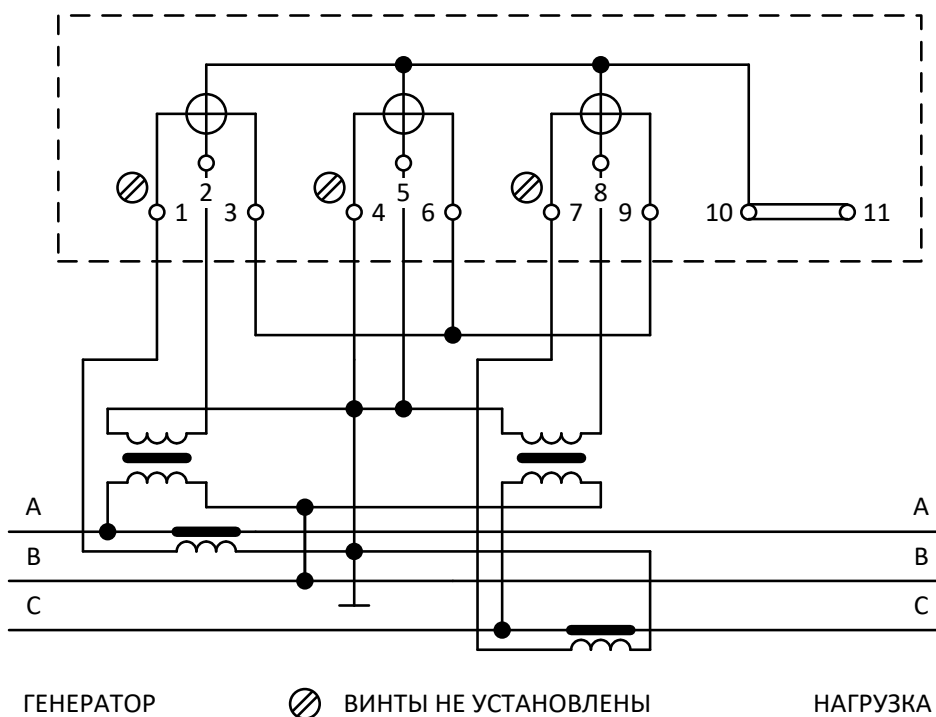 2 5 8
1 3 4 6 7 9 10 11
А А
В В
С С
ГЕНЕРАТОР ВИНТЫ НЕ УСТАНОВЛЕНЫ НАГРУЗКА